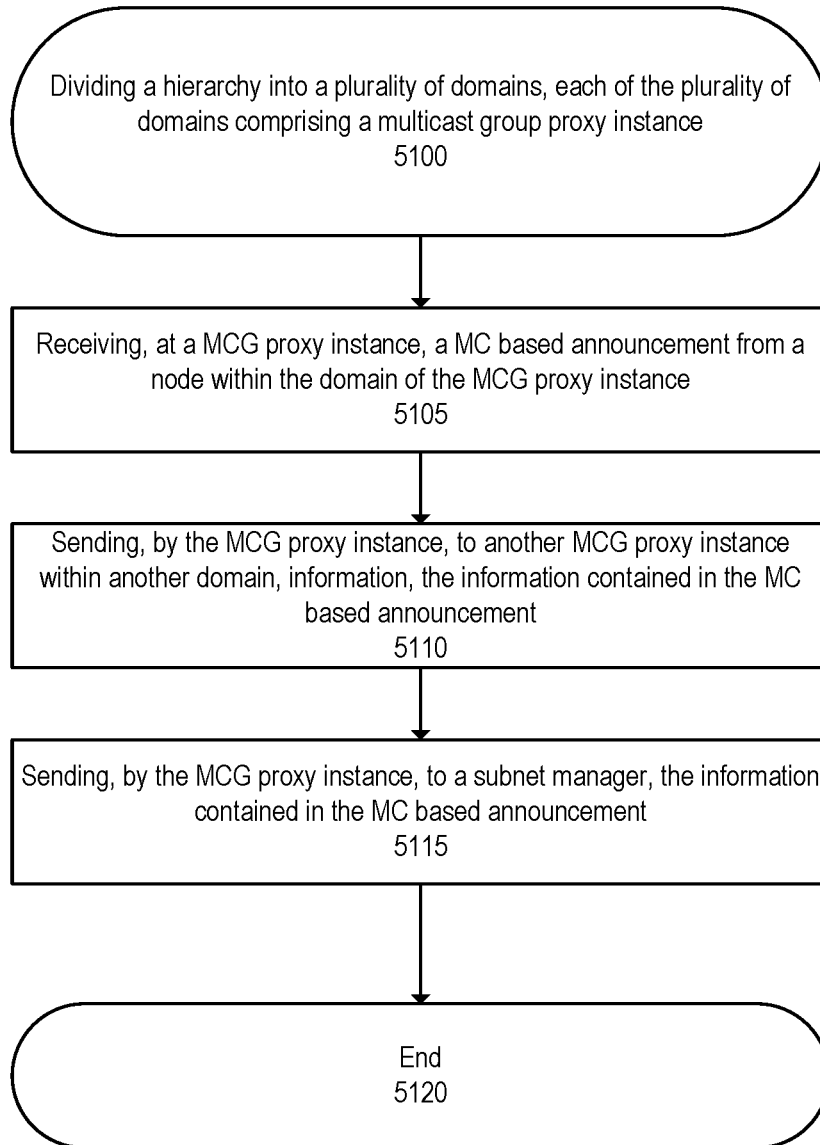 Dividing a hierarchy into a plurality of domains, each of the plurality of
domains comprising a multicast group proxy instance
5100
Receiving, at a MCG proxy instance, a MC based announcement from a
node within the domain of the MCG proxy instance
5105
Sending, by the MCG proxy instance, to another MCG proxy instance
within another domain, information, the information contained in the MC
based announcement
5110
Sending, by the MCG proxy instance, to a subnet manager, the information
contained in the MC based announcement
5115
End
5120